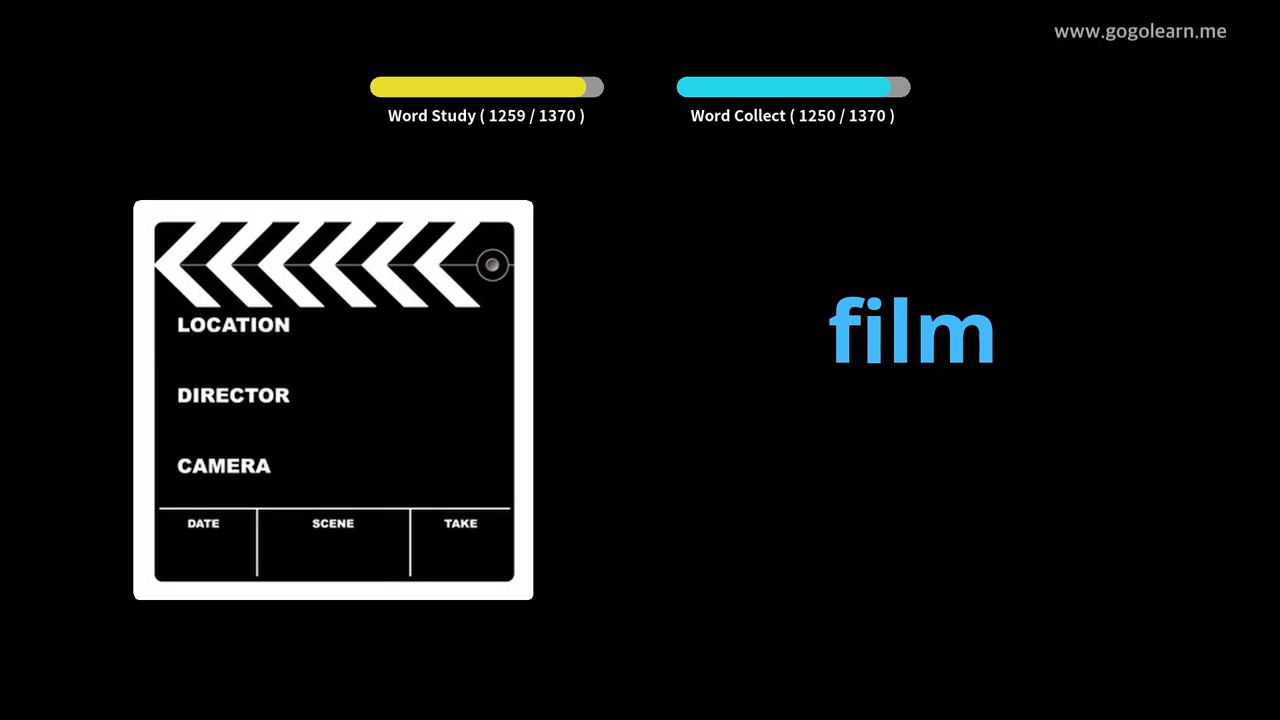 www.gogolearn.me
Word Study ( 1259 / 1370 )
Word Collect ( 1250 / 1370 )
LOCATION
DIRECTOR
CAMERA
DATE
SCENE
TAKE
film